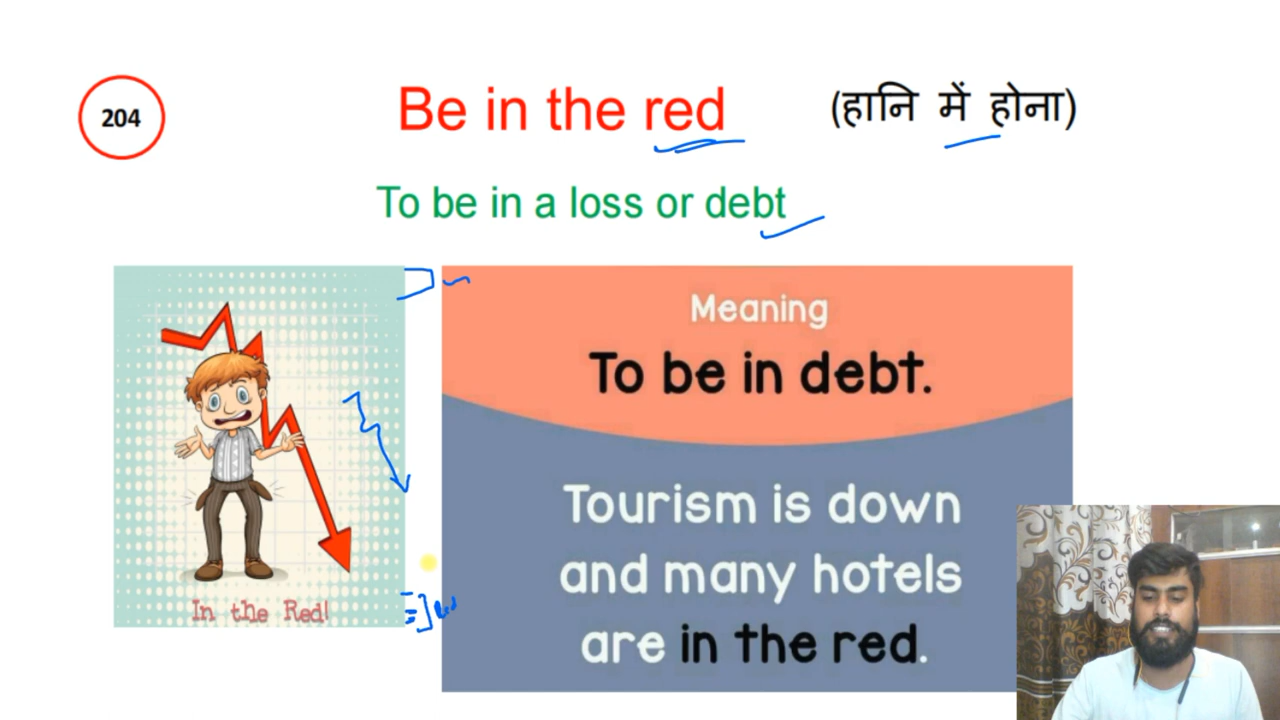 204
Be in the red
(हानि में होना)
To be in a loss or debt
Meaning
To be in debt.
Tourism is down
and many hotels
are in the red.
In the Red!